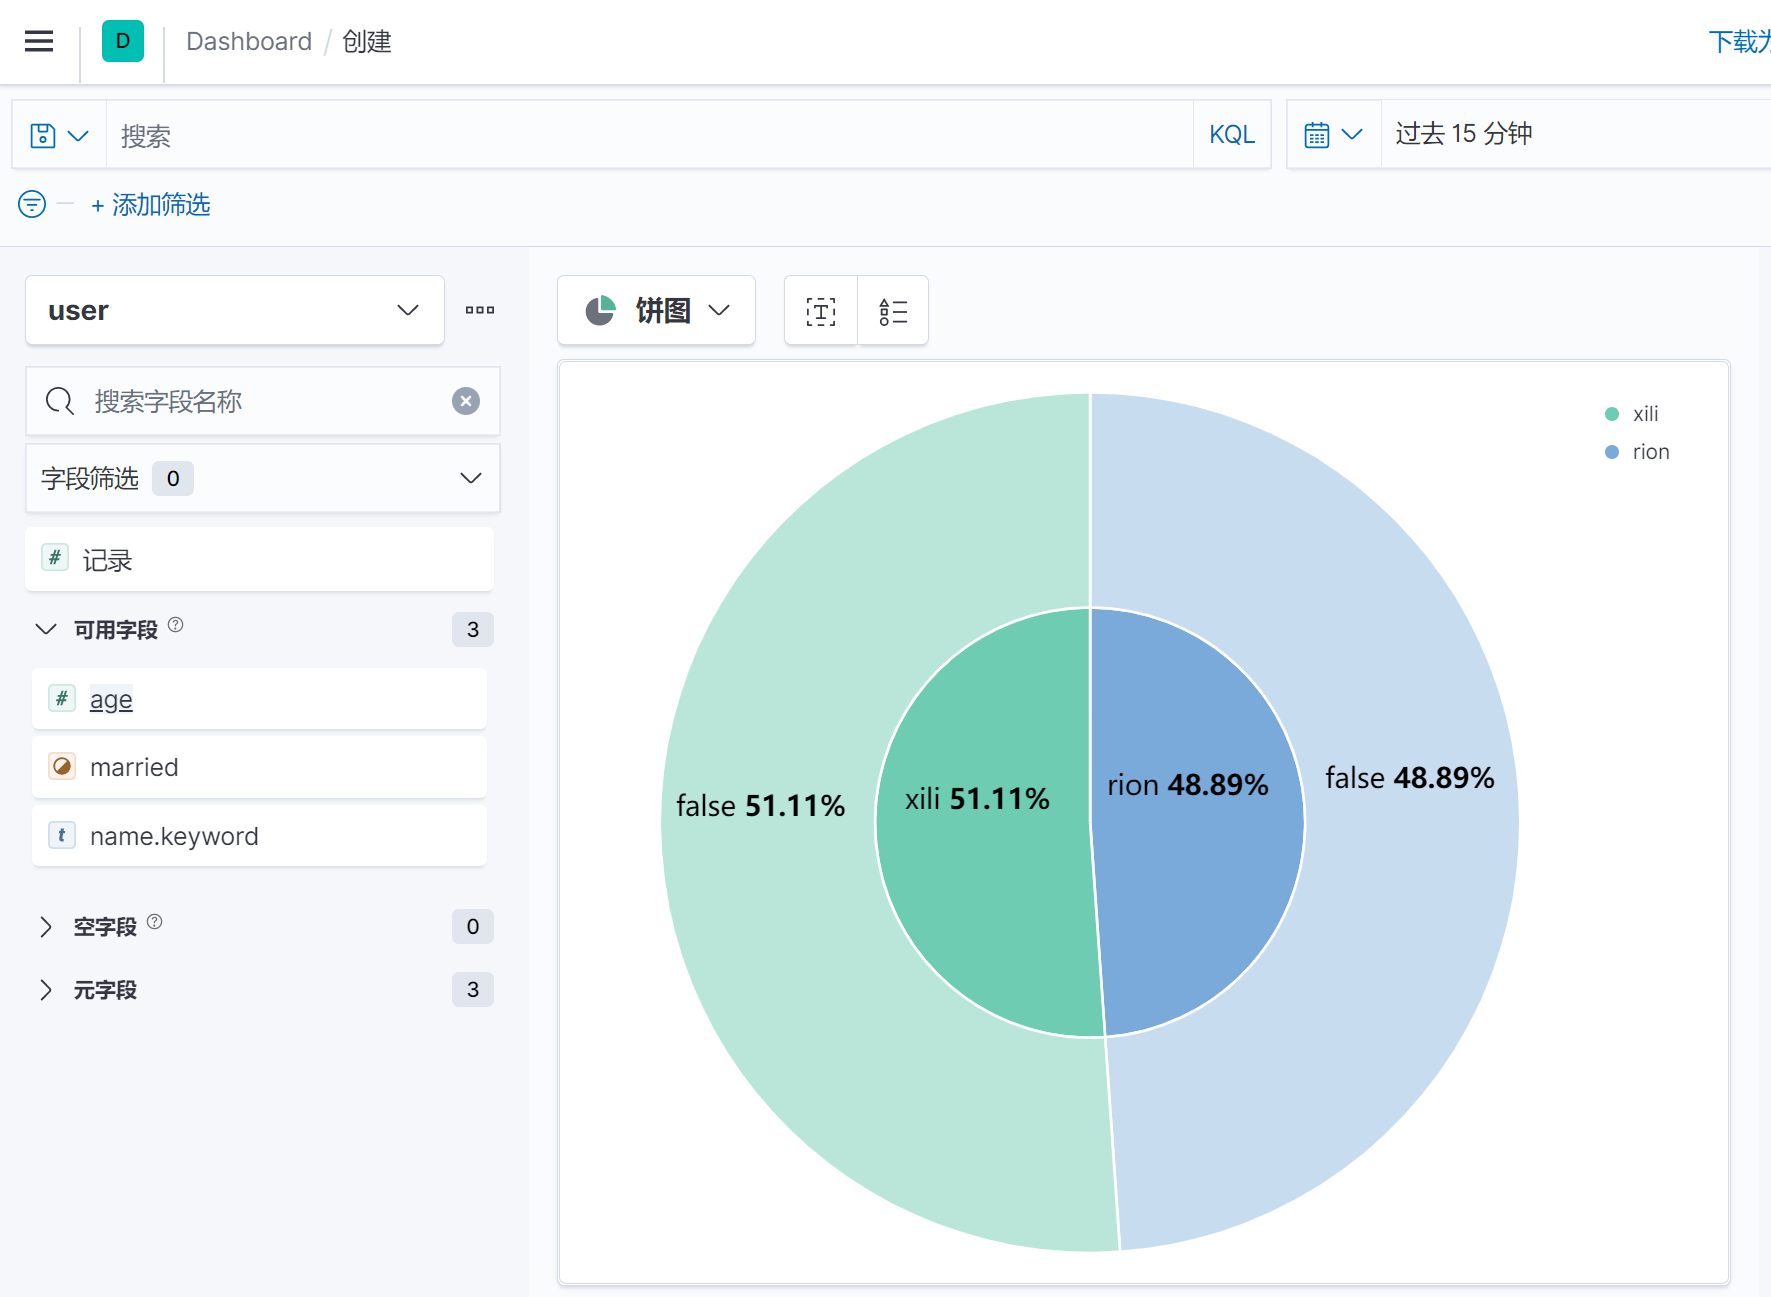 D Dashboard / 创建 下载为
搜索 KQL 过去 15 分钟
+ 添加筛选
user 饼图
搜索字段名称
字段筛选 0
# 记录
可用字段 ? 3
# age
married
t name.keyword
空字段 ? 0
元字段 3
xili
rion
false 51.11% xili 51.11% rion 48.89% false 48.89%